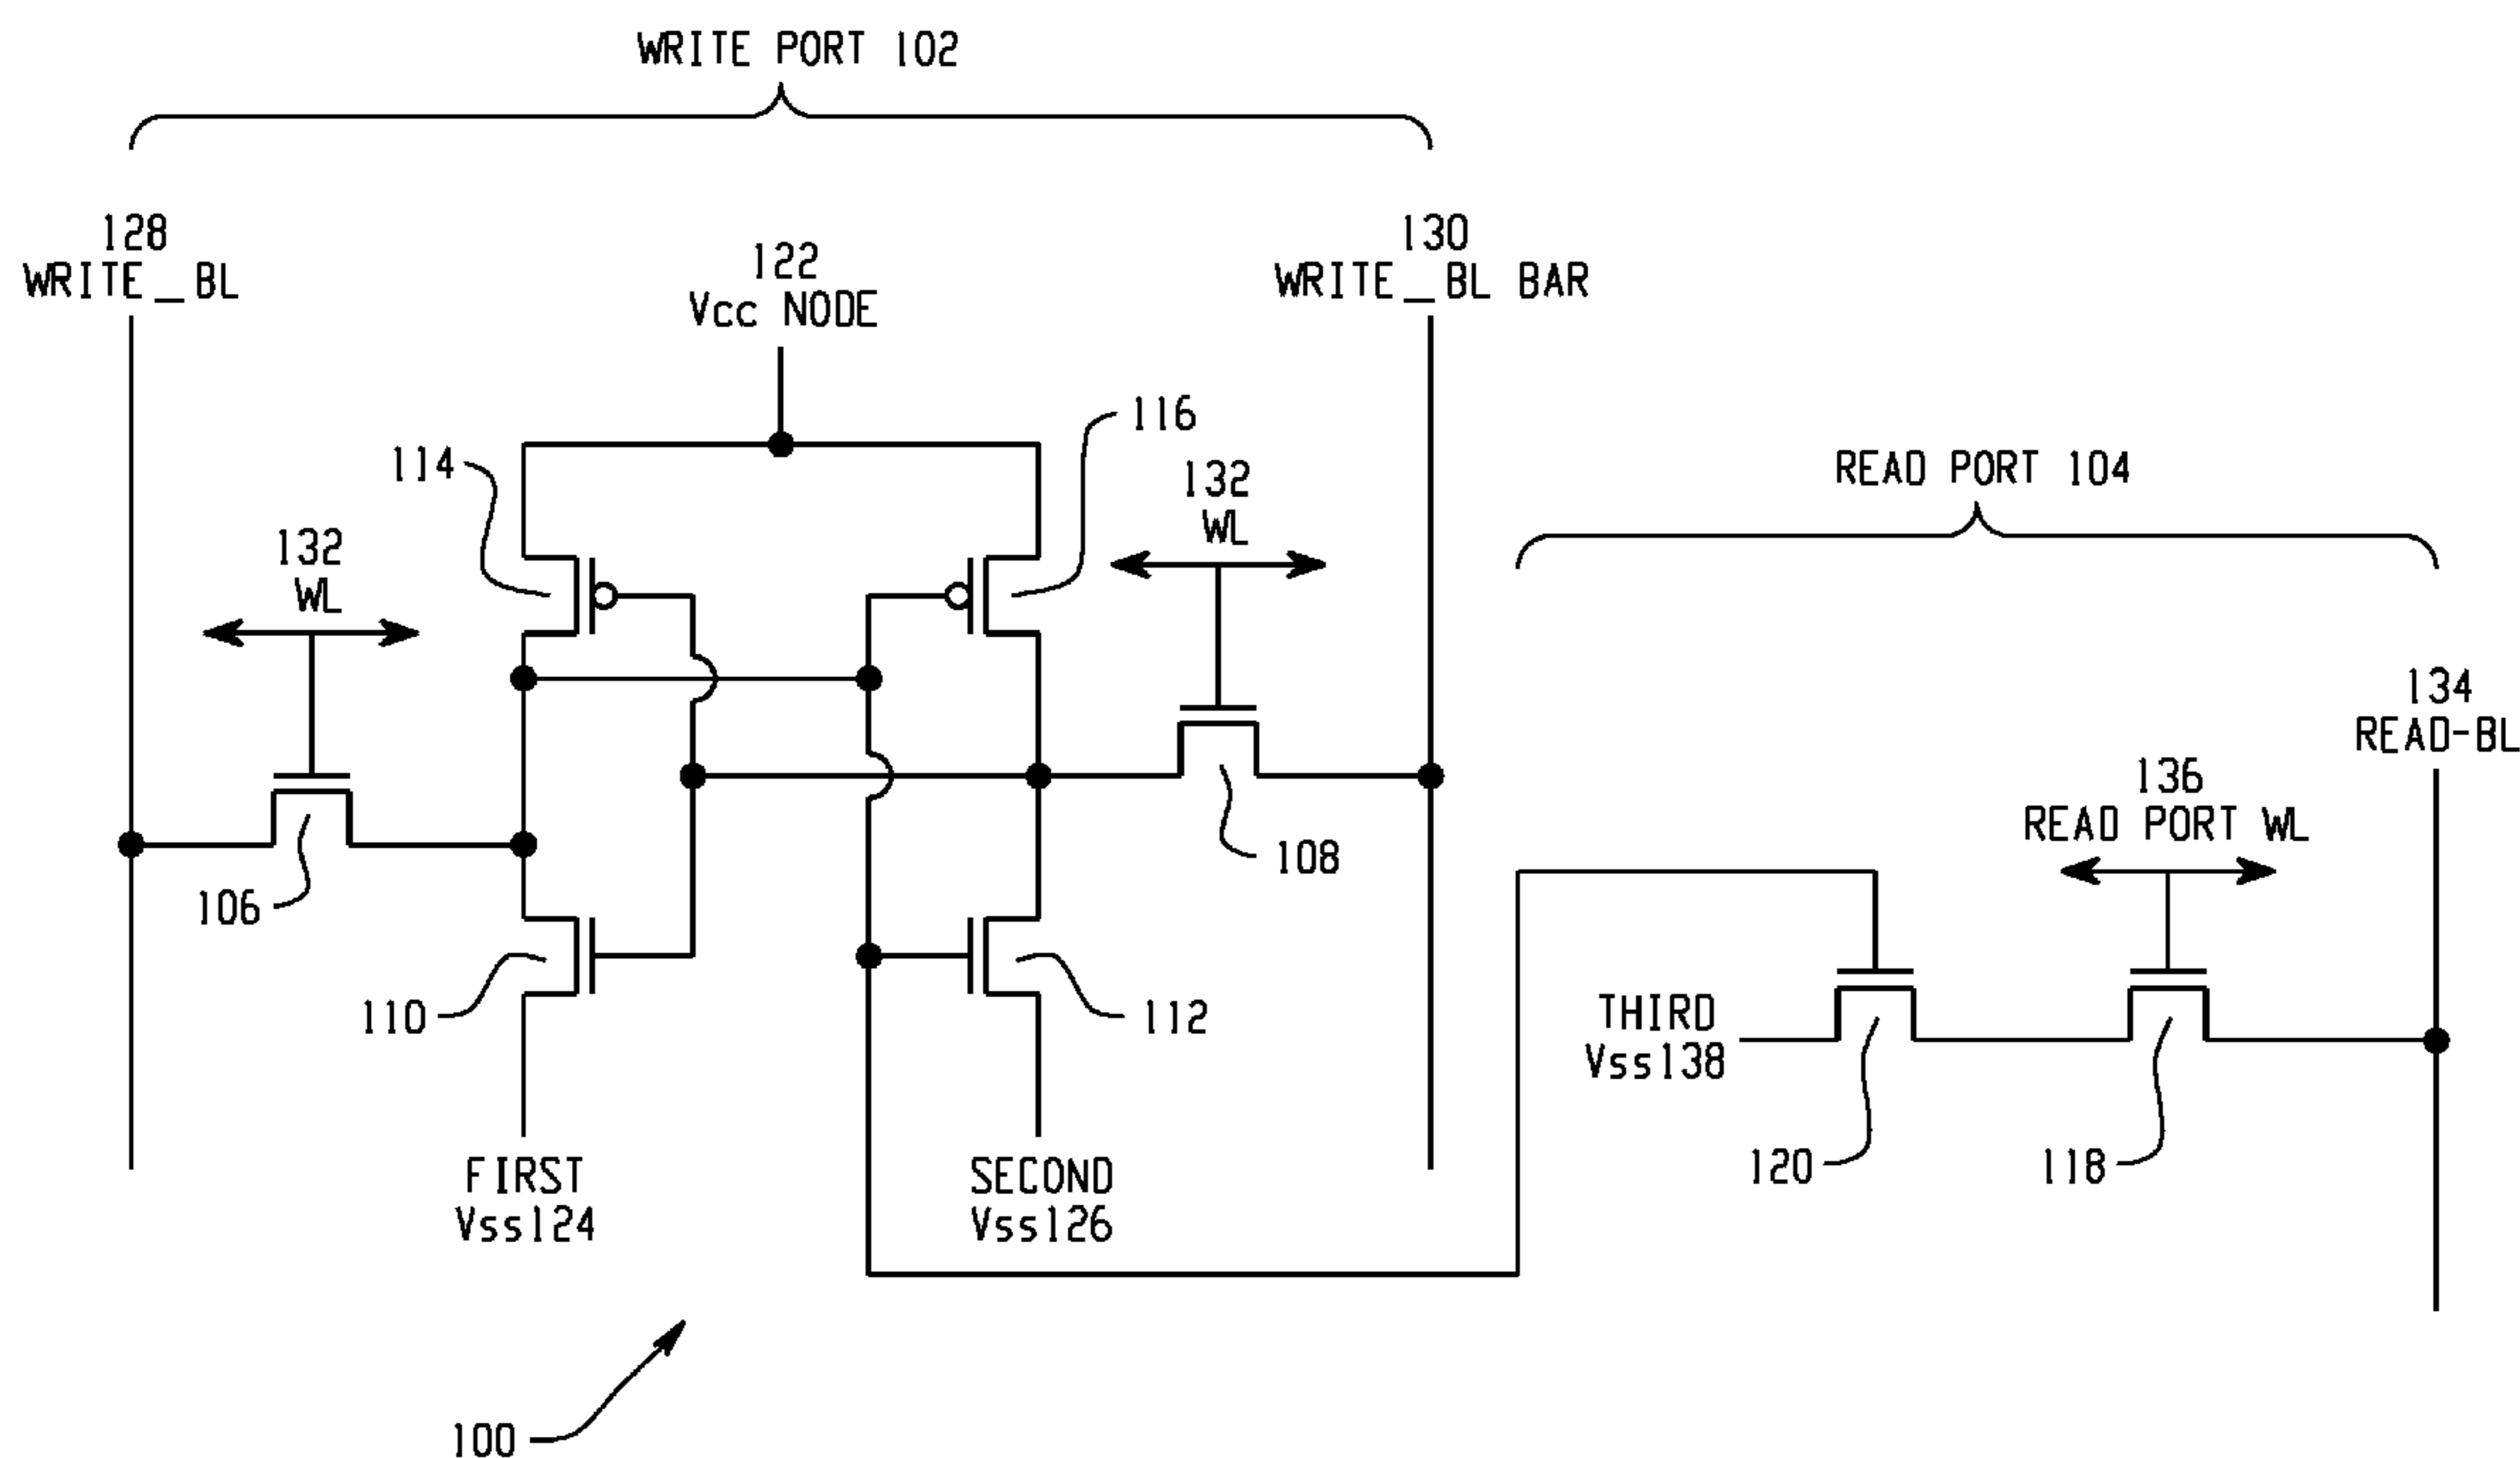 WRITE PORT 102
128
WRITE_BL
122
Vcc NODE
130
WRITE_BL BAR
116
114
132
WL
READ PORT 104
132
WL
134
READ-BL
136
READ PORT WL
108
106
110
112
THIRD
Vss138
120
118
FIRST
Vss124
SECOND
Vss126
100